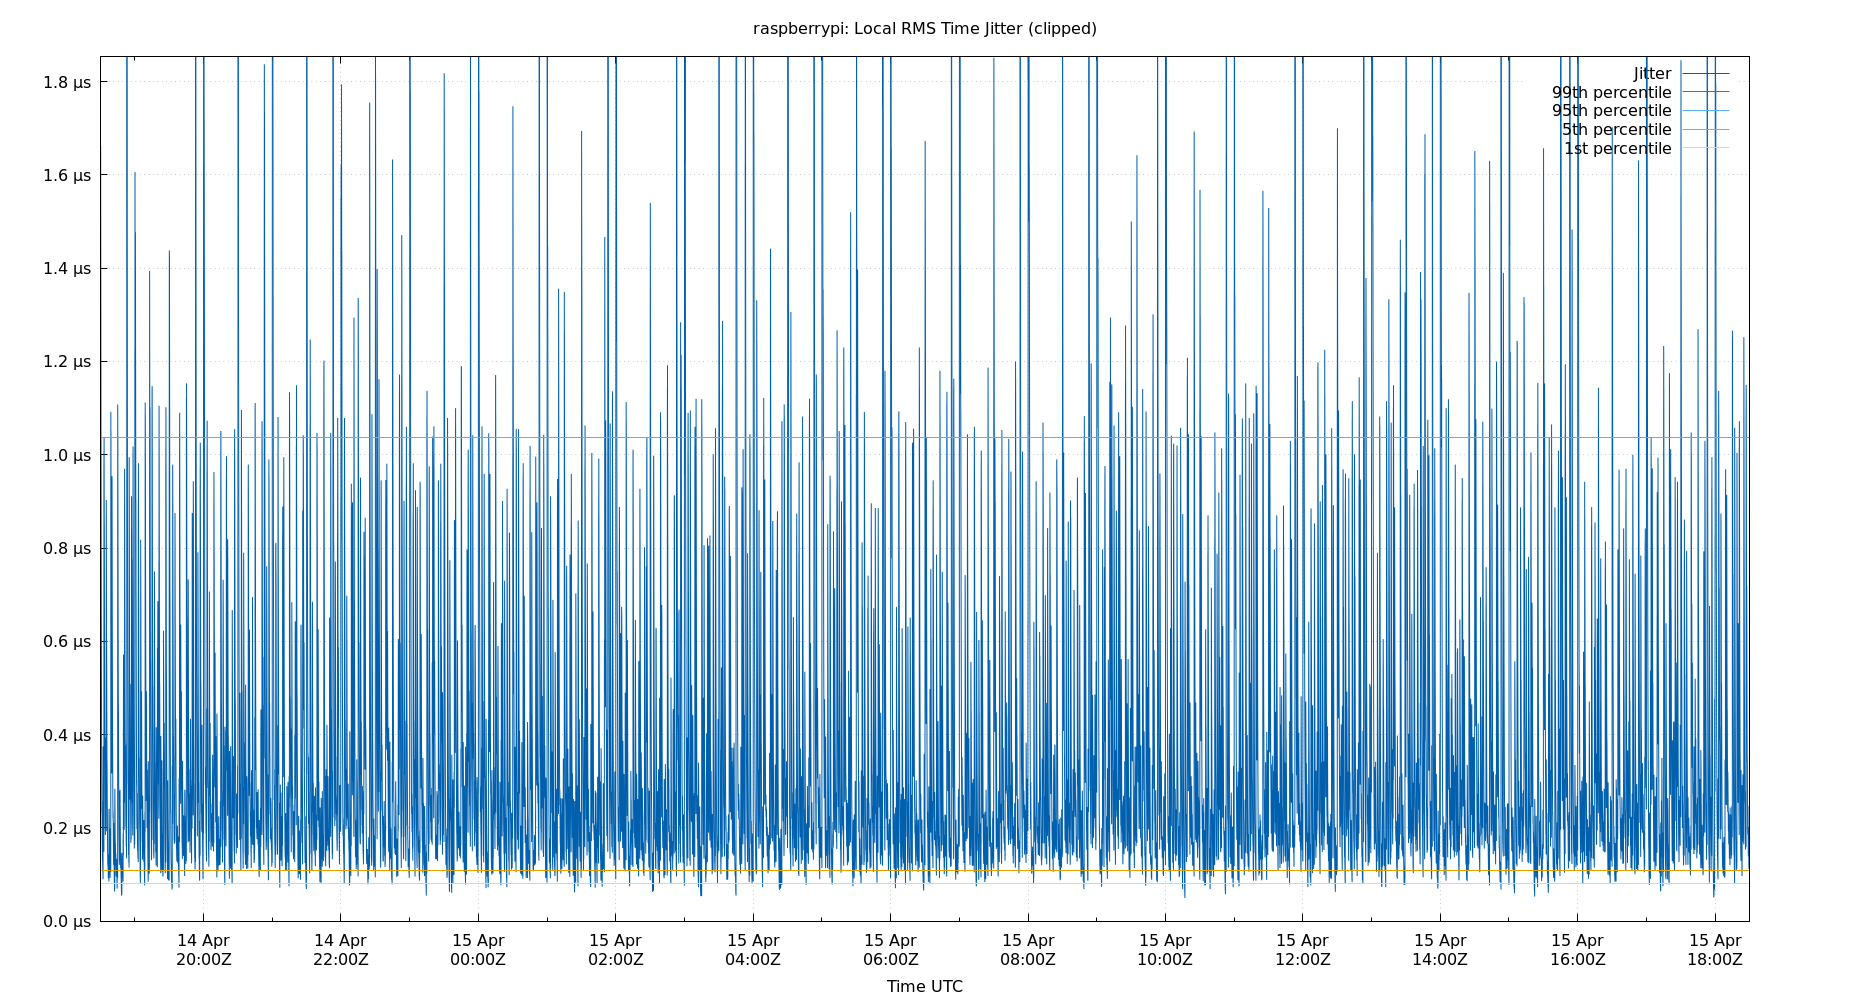 raspberrypi: Local RMS Time Jitter (clipped)
Jitter
99th percentile
95th percentile
5th percentile
1st percentile
1.8 µs
1.6 µs
1.4 µs
1.2 µs
1.0 µs
0.8 µs
0.6 µs
0.4 µs
0.2 µs
0.0 µs
14 Apr 14 Apr 15 Apr 15 Apr 15 Apr 15 Apr 15 Apr 15 Apr 15 Apr 15 Apr 15 Apr 15 Apr
20:00Z 22:00Z 00:00Z 02:00Z 04:00Z 06:00Z 08:00Z 10:00Z 12:00Z 14:00Z 16:00Z 18:00Z
Time UTC